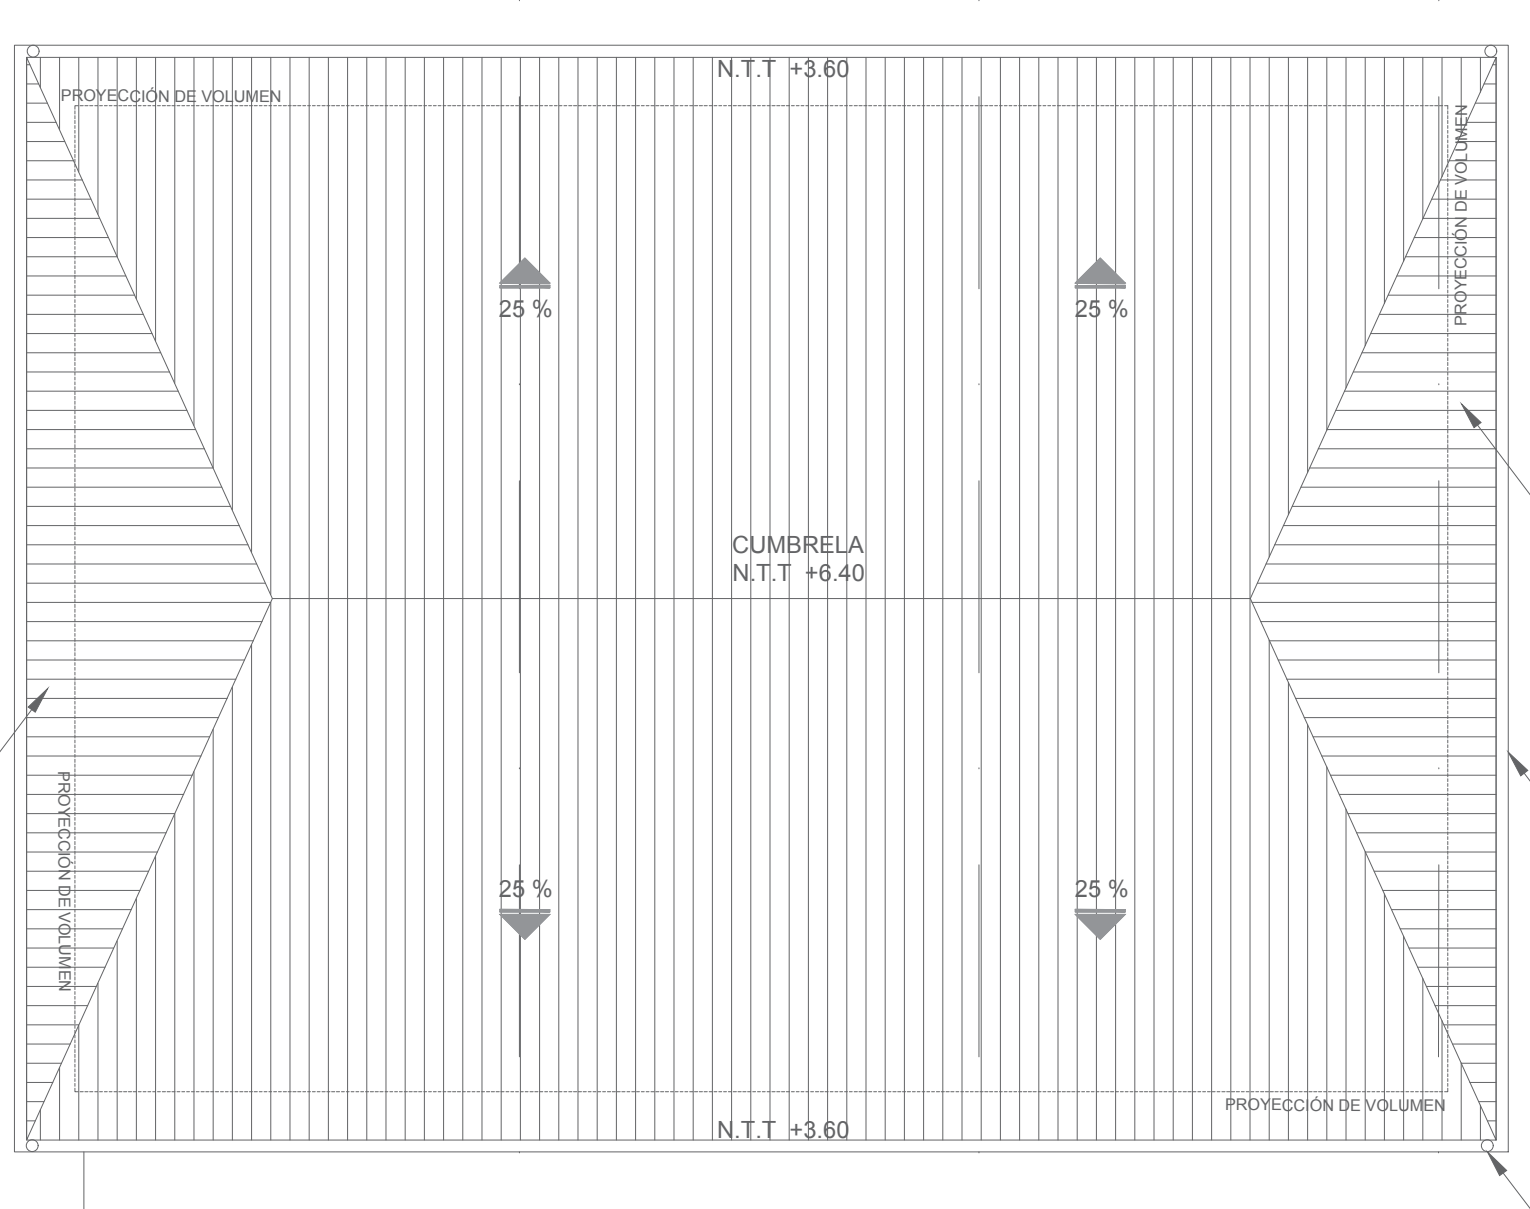 N.T.T +3.60
PROYECCIÓN DE VOLUMEN
PROYECCIÓN DE VOLUMEN
25 %
25 %
CUMBRELA
N.T.T +6.40
PROYECCIÓN DE VOLUMEN
25 %
25 %
PROYECCIÓN DE VOLUMEN
N.T.T +3.60